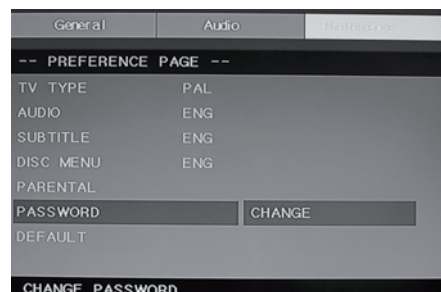 General Audio Preference
-- PREFERENCE PAGE --
TV TYPE PAL
AUDIO ENG
SUBTITLE ENG
DISC MENU ENG
PARENTAL
PASSWORD CHANGE
DEFAULT
CHANGE PASSWORD